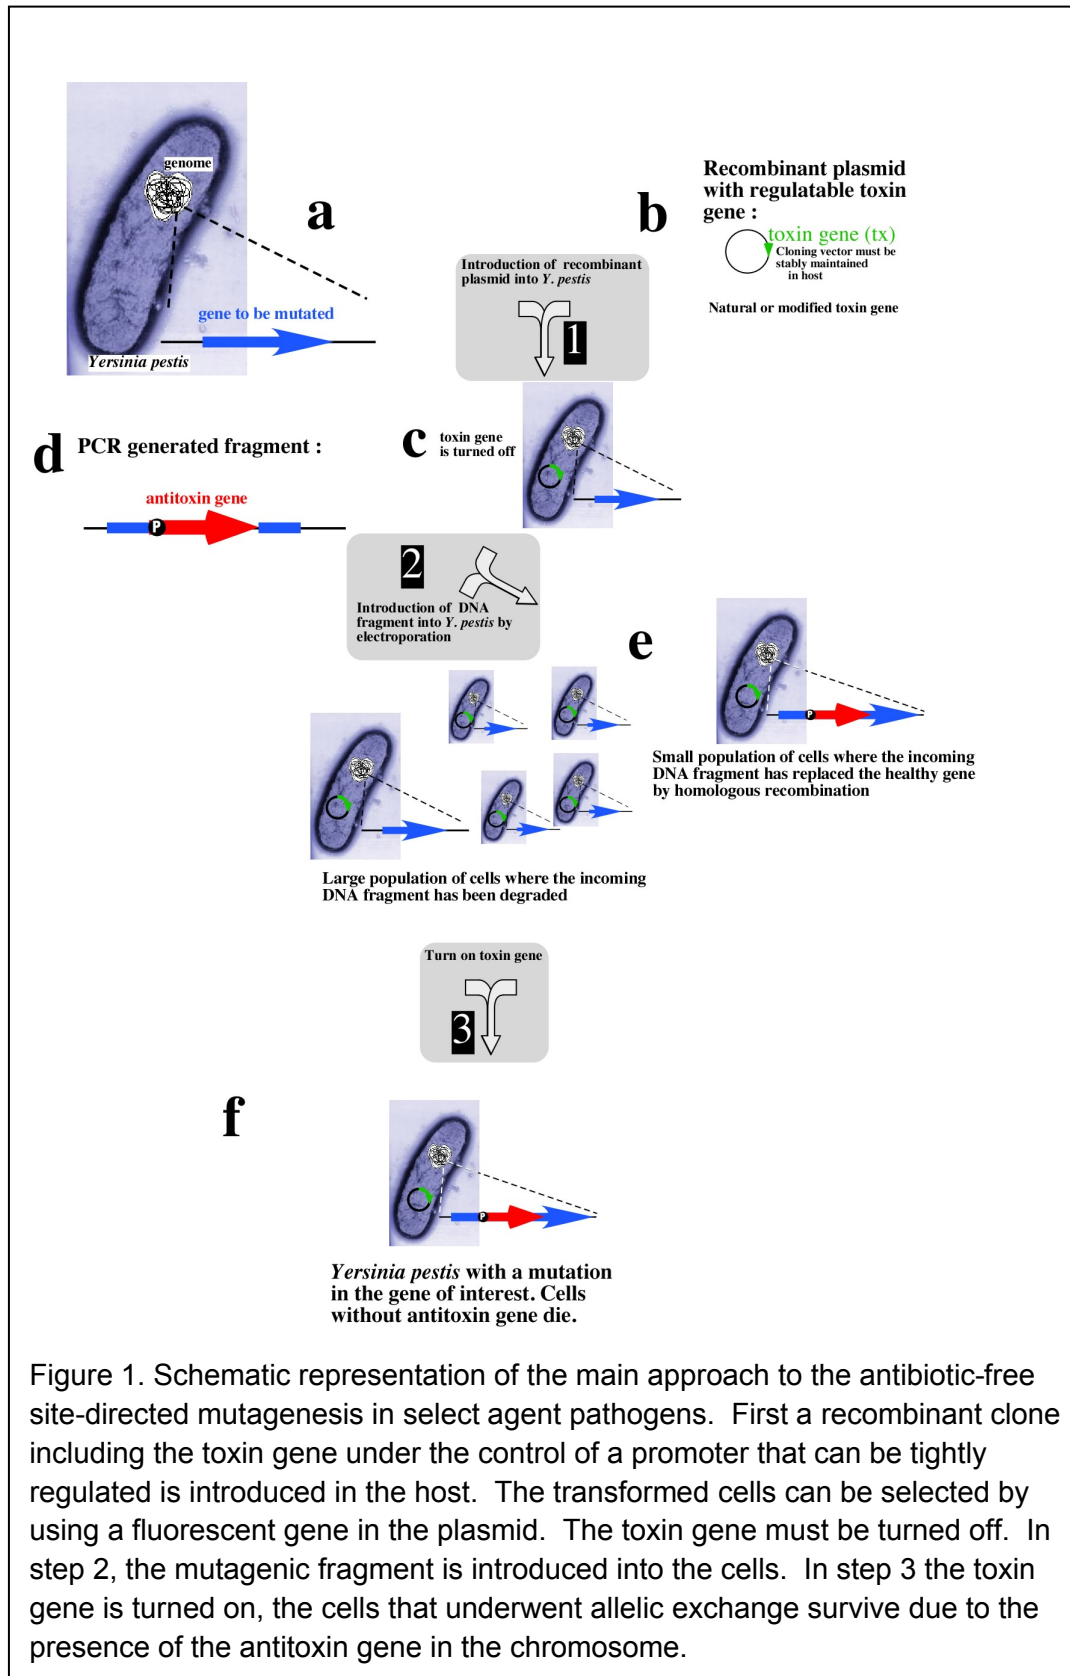 genome
a
gene to be mutated
Yersinia pestis
b
Recombinant plasmid
with regulatable toxin
gene :
toxin gene (tx)
Cloning vector must be
stably maintained
in host
Natural or modified toxin gene
Introduction of recombinant
plasmid into Y. pestis
1
c
toxin gene
is turned off
d
PCR generated fragment :
antitoxin gene
P
2
Introduction of DNA
fragment into Y. pestis by
electroporation
e
P
Small population of cells where the incoming
DNA fragment has replaced the healthy gene
by homologous recombination
Large population of cells where the incoming
DNA fragment has been degraded
Turn on toxin gene
3
f
P
Yersinia pestis with a mutation
in the gene of interest. Cells
without antitoxin gene die.
Figure 1. Schematic representation of the main approach to the antibiotic-free
site-directed mutagenesis in select agent pathogens. First a recombinant clone
including the toxin gene under the control of a promoter that can be tightly
regulated is introduced in the host. The transformed cells can be selected by
using a fluorescent gene in the plasmid. The toxin gene must be turned off. In
step 2, the mutagenic fragment is introduced into the cells. In step 3 the toxin
gene is turned on, the cells that underwent allelic exchange survive due to the
presence of the antitoxin gene in the chromosome.